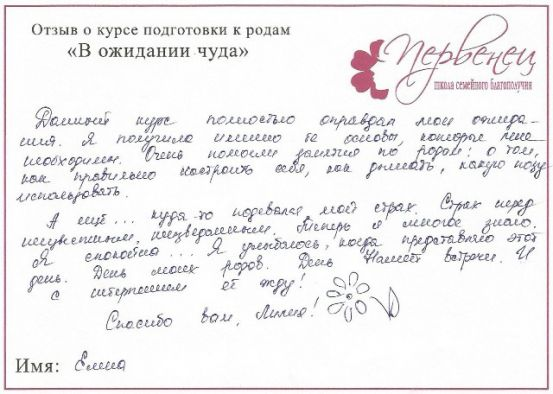 Отзыв о курсе подготовки к родам
«В ожидании чуда»
Первенец
школа семейного благополучия
Данный курс полностью оправдал мои ожида-
ния. Я получила именно те основы, которые мне
необходимы. Очень помогли занятия по родам: о том,
как правильно настроить себя, как дышать, какую позу
использовать.
А ещё... куда-то подевался мой страх. Страх перед
неизвестным, неизведанным. Теперь я многое знаю.
Я спокойна... Я улыбаюсь, когда представляю этот
день. День моих родов. День Нашей встречи. И
с нетерпением её жду!
Спасибо вам, Лилия!
Имя: Елена